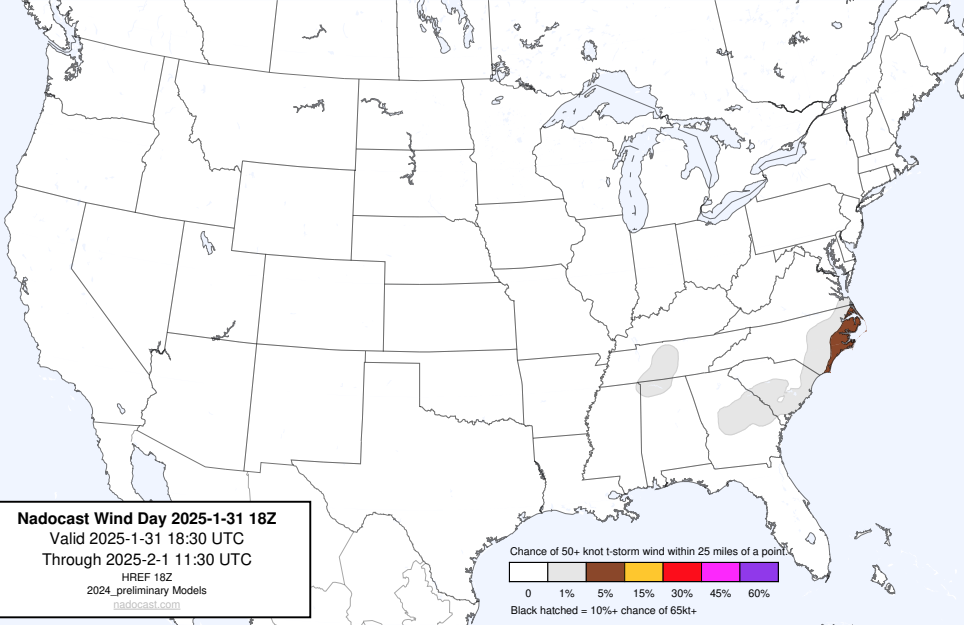 Nadocast Wind Day 2025-1-31 18Z
Valid 2025-1-31 18:30 UTC
Through 2025-2-1 11:30 UTC
HREF 18Z
2024_preliminary Models
nadocast.com
Chance of 50+ knot t-storm wind within 25 miles of a point.
0 1% 5% 15% 30% 45% 60%
Black hatched = 10%+ chance of 65kt+